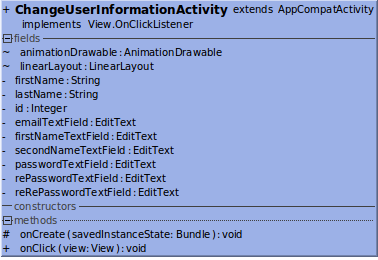 + ChangeUserInformationActivity extends AppCompatActivity
implements View.OnClickListener
fields
~ animationDrawable : AnimationDrawable
~ linearLayout : LinearLayout
- firstName : String
- lastName : String
- id : Integer
- emailTextField : EditText
- firstNameTextField : EditText
- secondNameTextField : EditText
- passwordTextField : EditText
- rePasswordTextField : EditText
- reRePasswordTextField : EditText
constructors
methods
# onCreate ( savedInstanceState : Bundle ) : void
+ onClick ( view : View ) : void